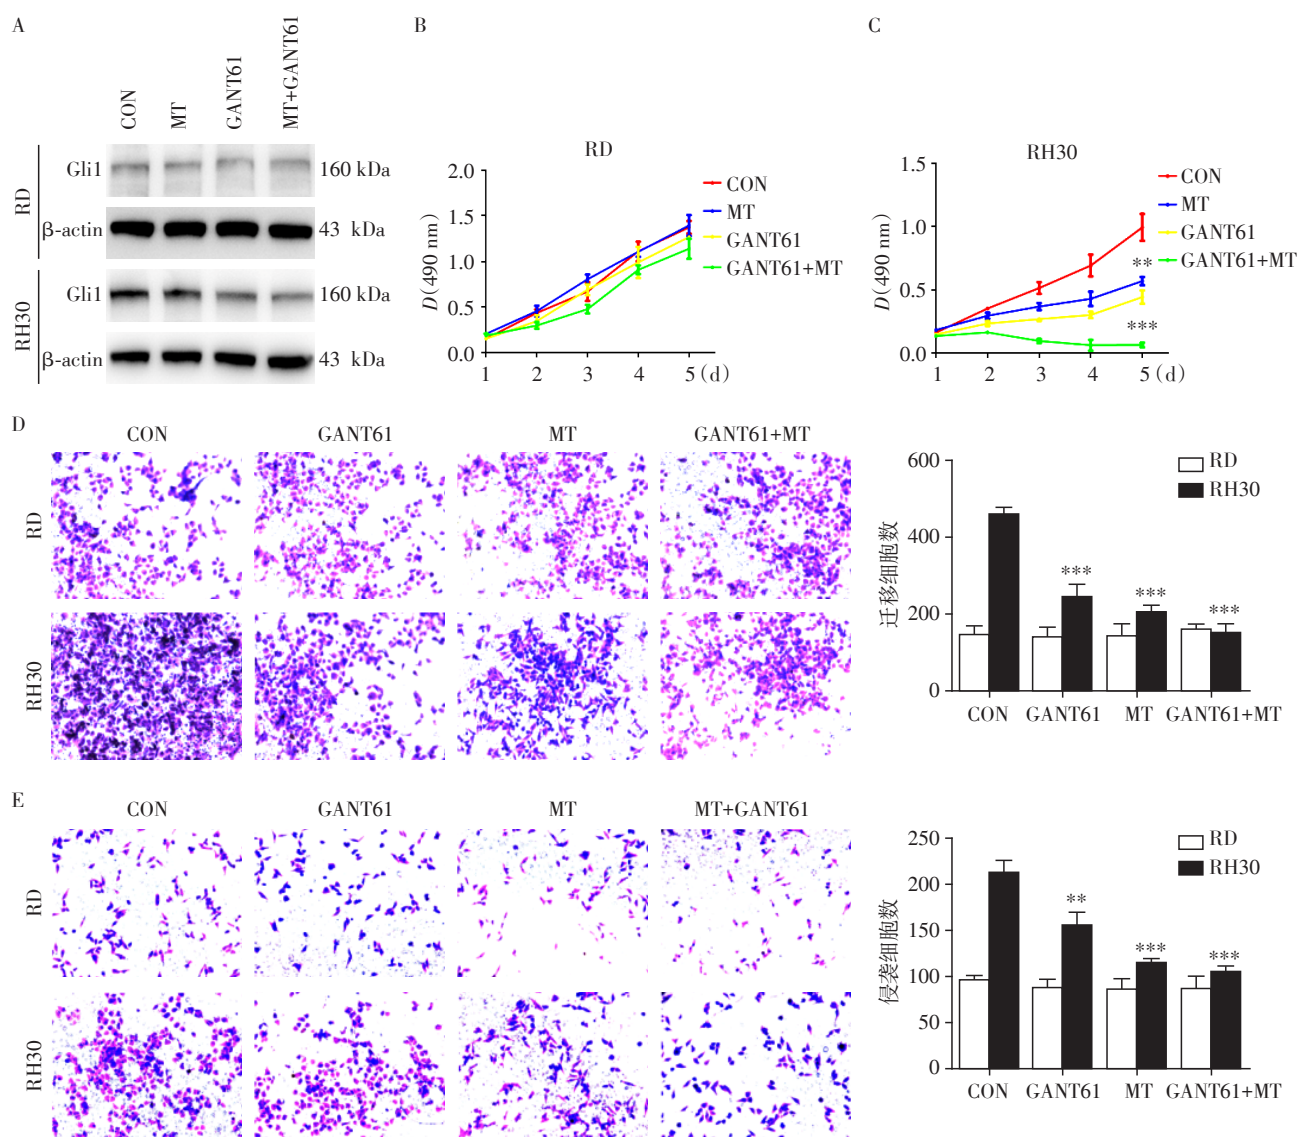 A
CON
MT
GANT61
MT+GANT61
RD
Gli1
160 kDa
β-actin
43 kDa
RH30
Gli1
160 kDa
β-actin
43 kDa
B
RD
D(490 nm)
2.0
1.5
1.0
0.5
0.0
1 2 3 4 5(d)
CON
MT
GANT61
GANT61+MT
C
RH30
D(490 nm)
1.5
1.0
0.5
0.0
1 2 3 4 5(d)
CON
MT
GANT61
GANT61+MT
**
***
D
CON GANT61 MT GANT61+MT
RD
RH30
迁移细胞数
600
400
200
0
RD
RH30
*** *** ***
CON GANT61 MT GANT61+MT
E
CON GANT61 MT MT+GANT61
RD
RH30
侵袭细胞数
250
200
150
100
50
0
RD
RH30
** *** ***
CON GANT61 MT GANT61+MT